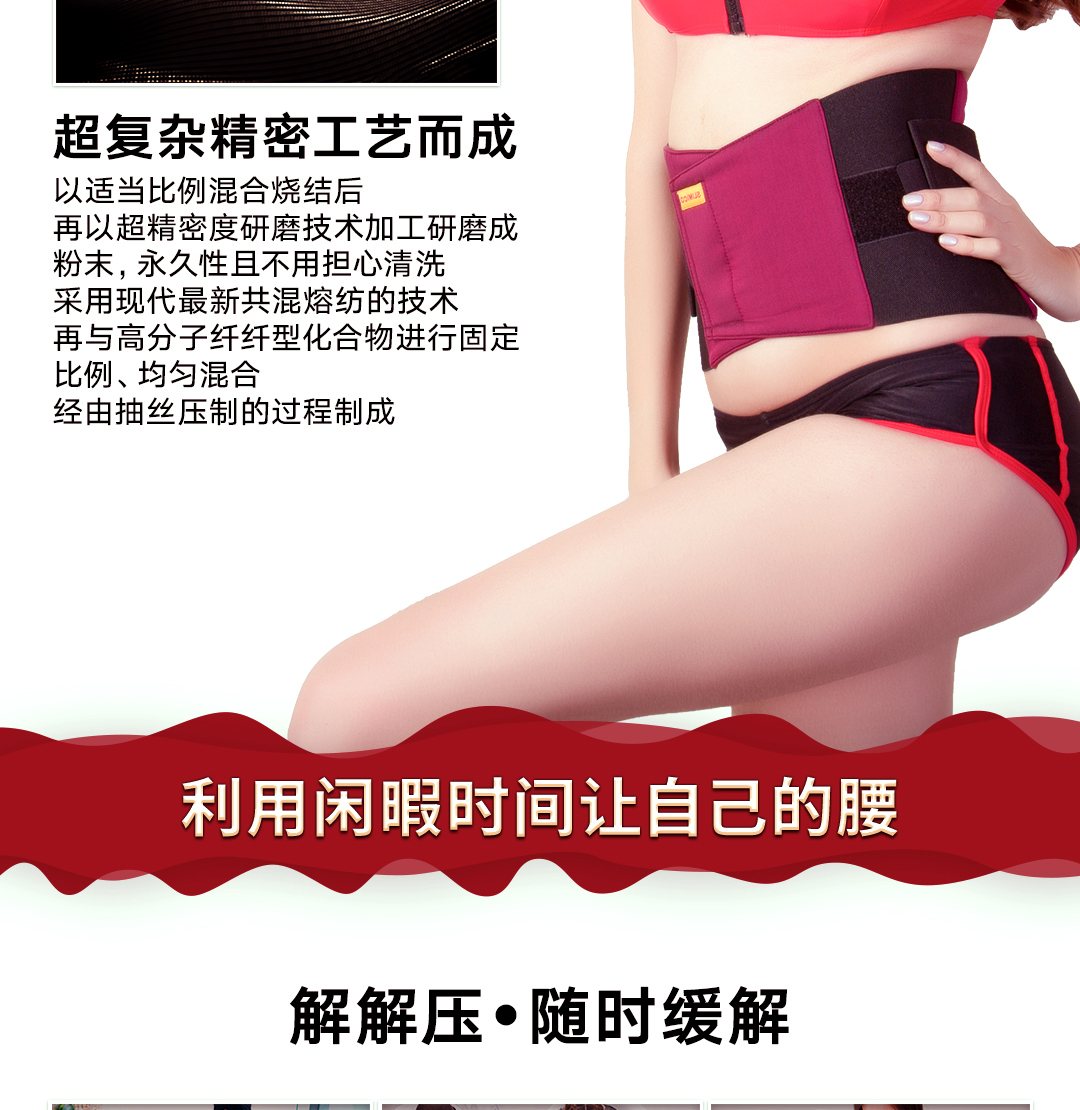 超复杂精密工艺而成
以适当比例混合烧结后
再以超精密度研磨技术加工研磨成
粉末，永久性且不用担心清洗
采用现代最新共混熔纺的技术
再与高分子纤纤型化合物进行固定
比例、均匀混合
经由抽丝压制的过程制成
利用闲暇时间让自己的腰
解解压•随时缓解